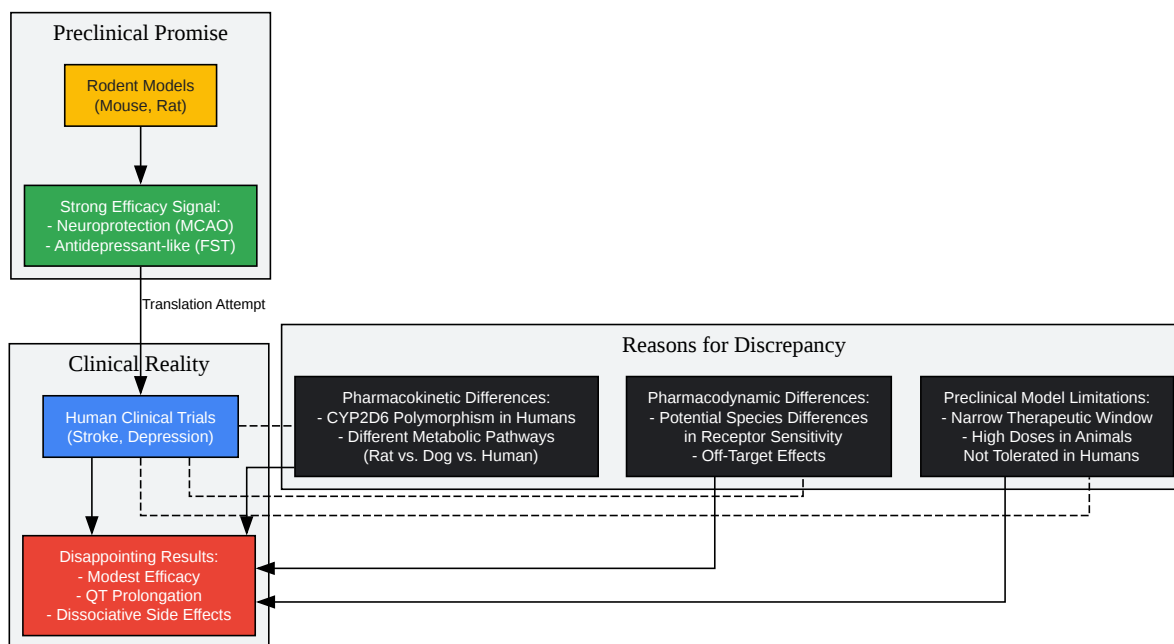 Preclinical Promise
Rodent Models
(Mouse, Rat)
Strong Efficacy Signal:
- Neuroprotection (MCAO)
- Antidepressant-like (FST)
Translation Attempt
Clinical Reality
Human Clinical Trials
(Stroke, Depression)
Disappointing Results:
- Modest Efficacy
- QT Prolongation
- Dissociative Side Effects
Reasons for Discrepancy
Pharmacokinetic Differences:
- CYP2D6 Polymorphism in Humans
- Different Metabolic Pathways
(Rat vs. Dog vs. Human)
Pharmacodynamic Differences:
- Potential Species Differences
in Receptor Sensitivity
- Off-Target Effects
Preclinical Model Limitations:
- Narrow Therapeutic Window
- High Doses in Animals
Not Tolerated in Humans